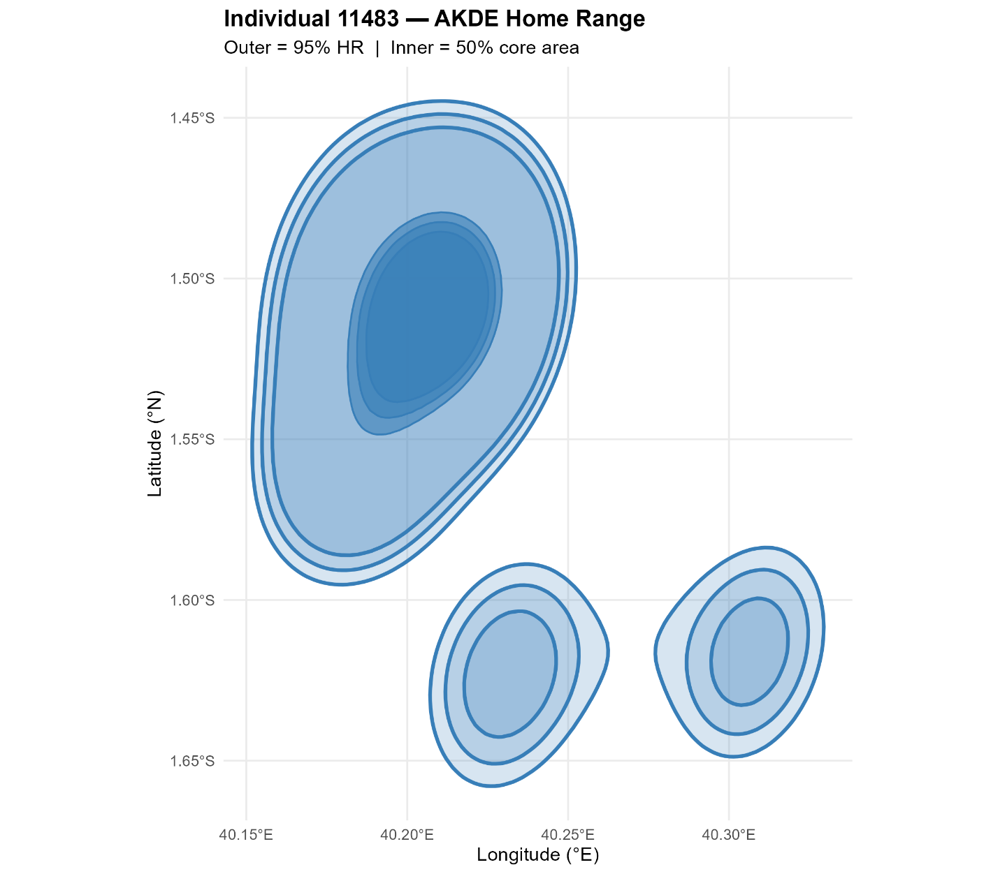 Individual 11483 — AKDE Home Range
Outer = 95% HR | Inner = 50% core area
Latitude (°N)
1.45°S
1.50°S
1.55°S
1.60°S
1.65°S
40.15°E 40.20°E 40.25°E 40.30°E
Longitude (°E)